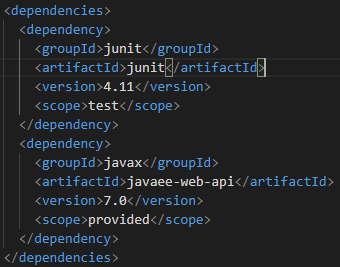 <dependencies>
<dependency>
<groupId>junit</groupId>
<artifactId>junit</artifactId>
<version>4.11</version>
<scope>test</scope>
</dependency>
<dependency>
<groupId>javax</groupId>
<artifactId>javaee-web-api</artifactId>
<version>7.0</version>
<scope>provided</scope>
</dependency>
</dependencies>